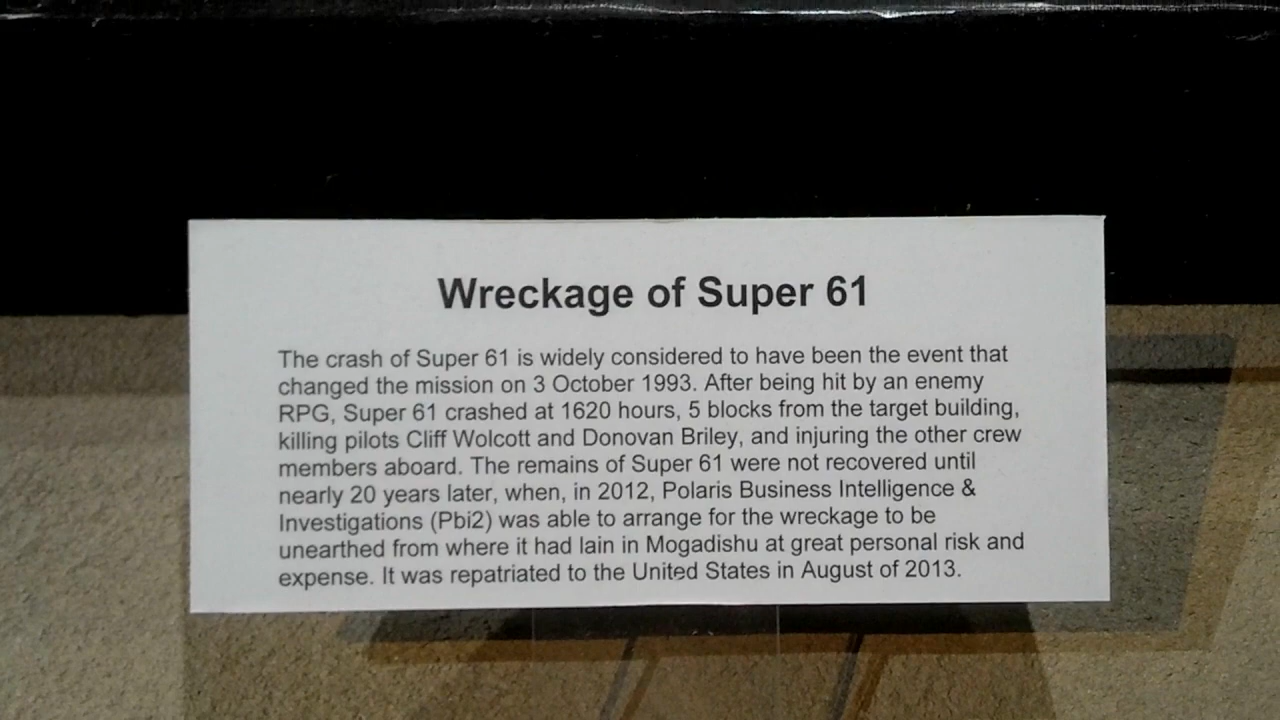 Wreckage of Super 61
The crash of Super 61 is widely considered to have been the event that
changed the mission on 3 October 1993. After being hit by an enemy
RPG, Super 61 crashed at 1620 hours, 5 blocks from the target building,
killing pilots Cliff Wolcott and Donovan Briley, and injuring the other crew
members aboard. The remains of Super 61 were not recovered until
nearly 20 years later, when, in 2012, Polaris Business Intelligence &
Investigations (Pbi2) was able to arrange for the wreckage to be
unearthed from where it had lain in Mogadishu at great personal risk and
expense. It was repatriated to the United States in August of 2013.